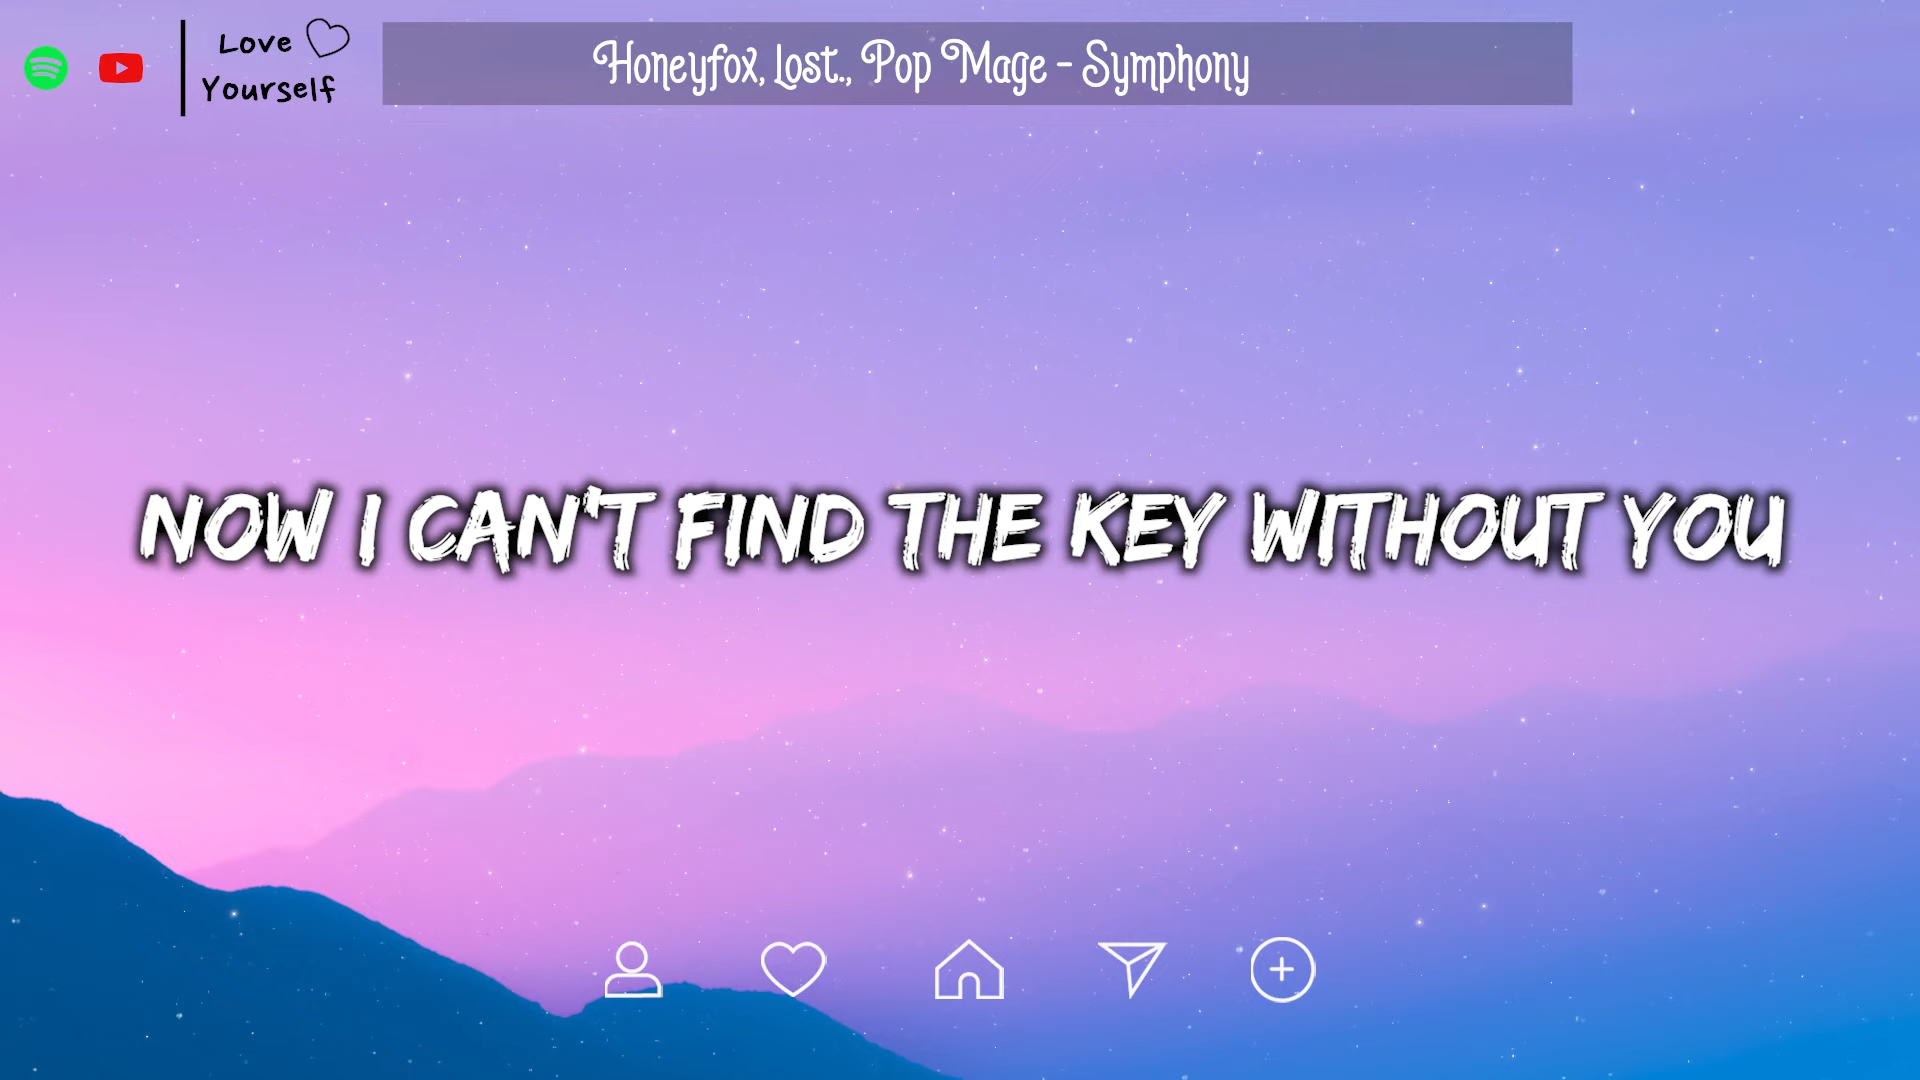 Love
Yourself
Honeyfox, Lost., Pop Mage - Symphony
NOW I CAN'T FIND THE KEY WITHOUT YOU